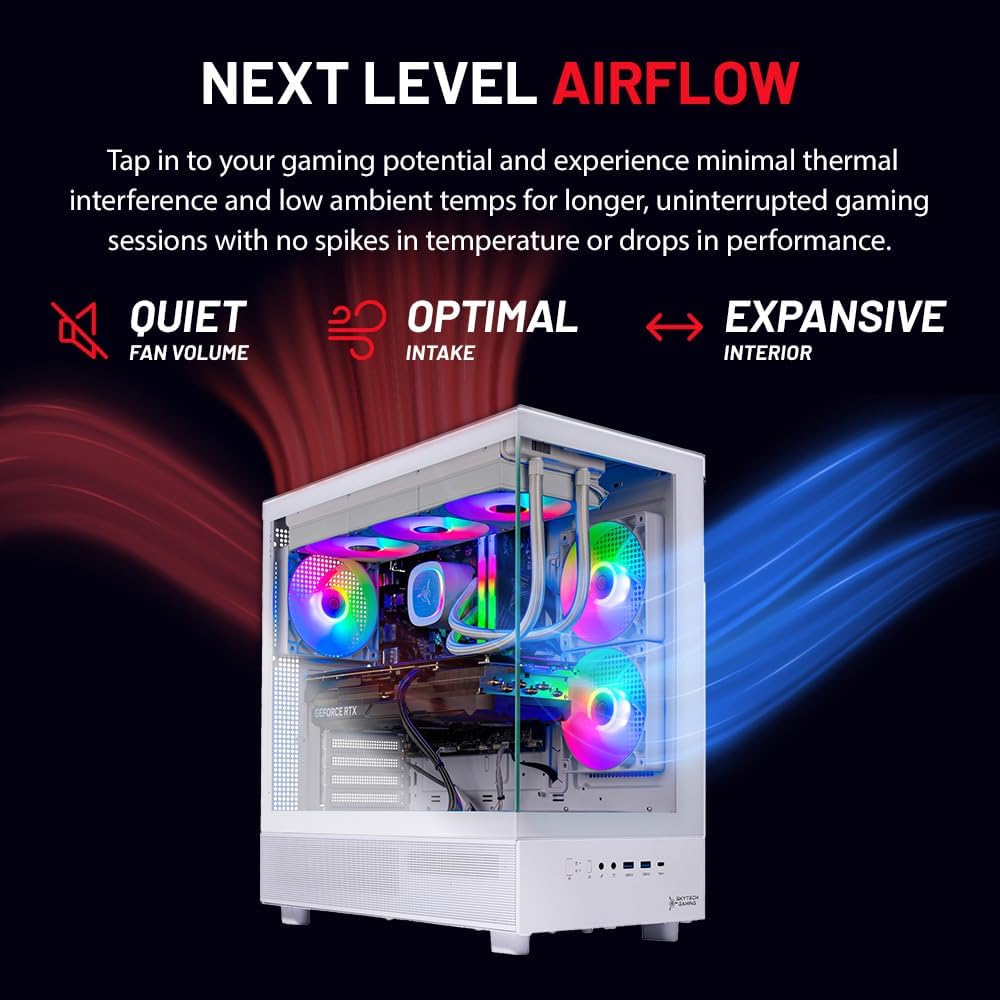 NEXT LEVEL AIRFLOW
Tap in to your gaming potential and experience minimal thermal
interference and low ambient temps for longer, uninterrupted gaming
sessions with no spikes in temperature or drops in performance.
QUIET
FAN VOLUME
OPTIMAL
INTAKE
EXPANSIVE
INTERIOR
GEFORCE RTX
SKYTECH
GAMING